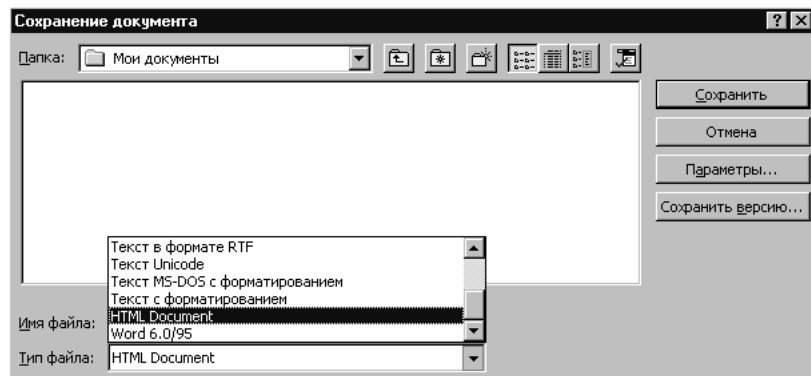 Сохранение документа
Папка: Мои документы
Сохранить
Отмена
Параметры...
Сохранить версию...
Текст в формате RTF
Текст Unicode
Текст MS-DOS с форматированием
Текст с форматированием
HTML Document
Word 6.0/95
Имя файла:
Тип файла: HTML Document